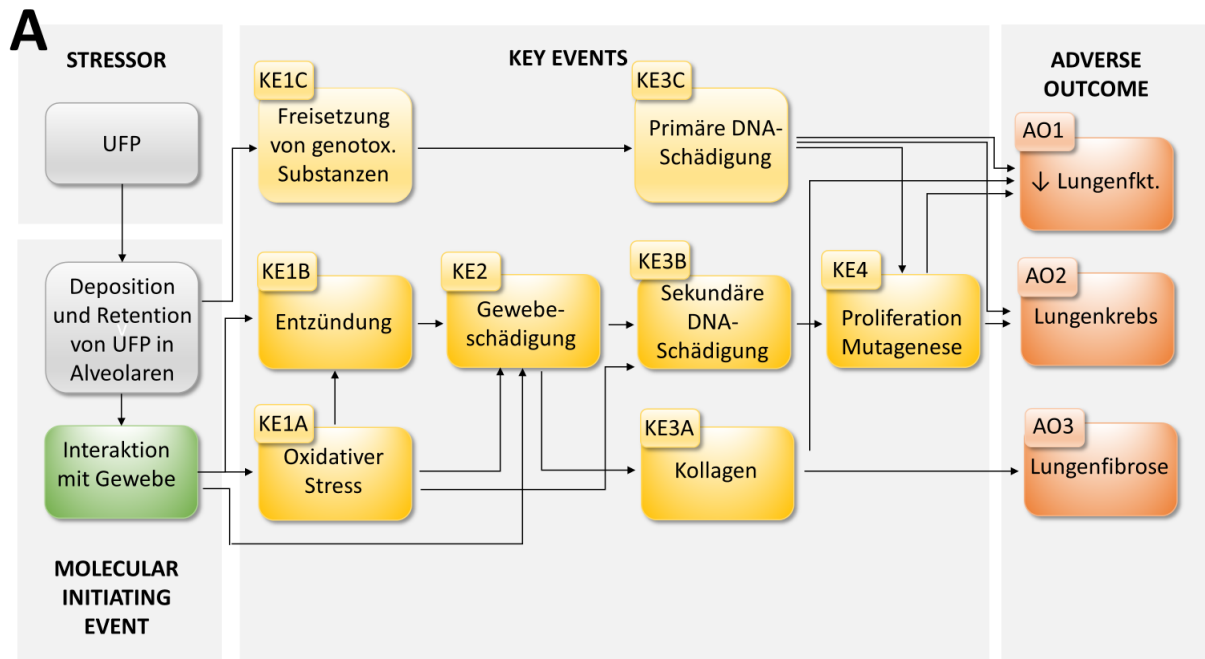 A
STRESSOR
UFP
Deposition
und Retention
von UFP in
Alveolaren
Interaktion
mit Gewebe
MOLECULAR
INITIATING
EVENT
KEY EVENTS
KE1C
Freisetzung
von genotox.
Substanzen
KE3C
Primäre DNA-
Schädigung
KE1B
Entzündung
KE2
Gewebe-
schädigung
KE3B
Sekundäre
DNA-
Schädigung
KE4
Proliferation
Mutagenese
KE1A
Oxidativer
Stress
KE3A
Kollagen
ADVERSE
OUTCOME
AO1
↓ Lungenfkt.
AO2
Lungenkrebs
AO3
Lungenfibrose